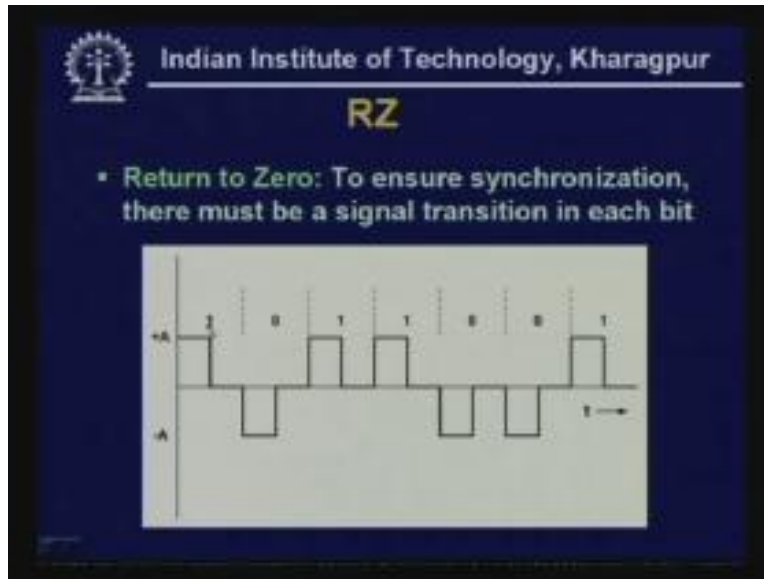 Indian Institute of Technology, Kharagpur
RZ
▪ Return to Zero: To ensure synchronization,
there must be a signal transition in each bit
1 0 1 1 0 0 1
+A
T
-A